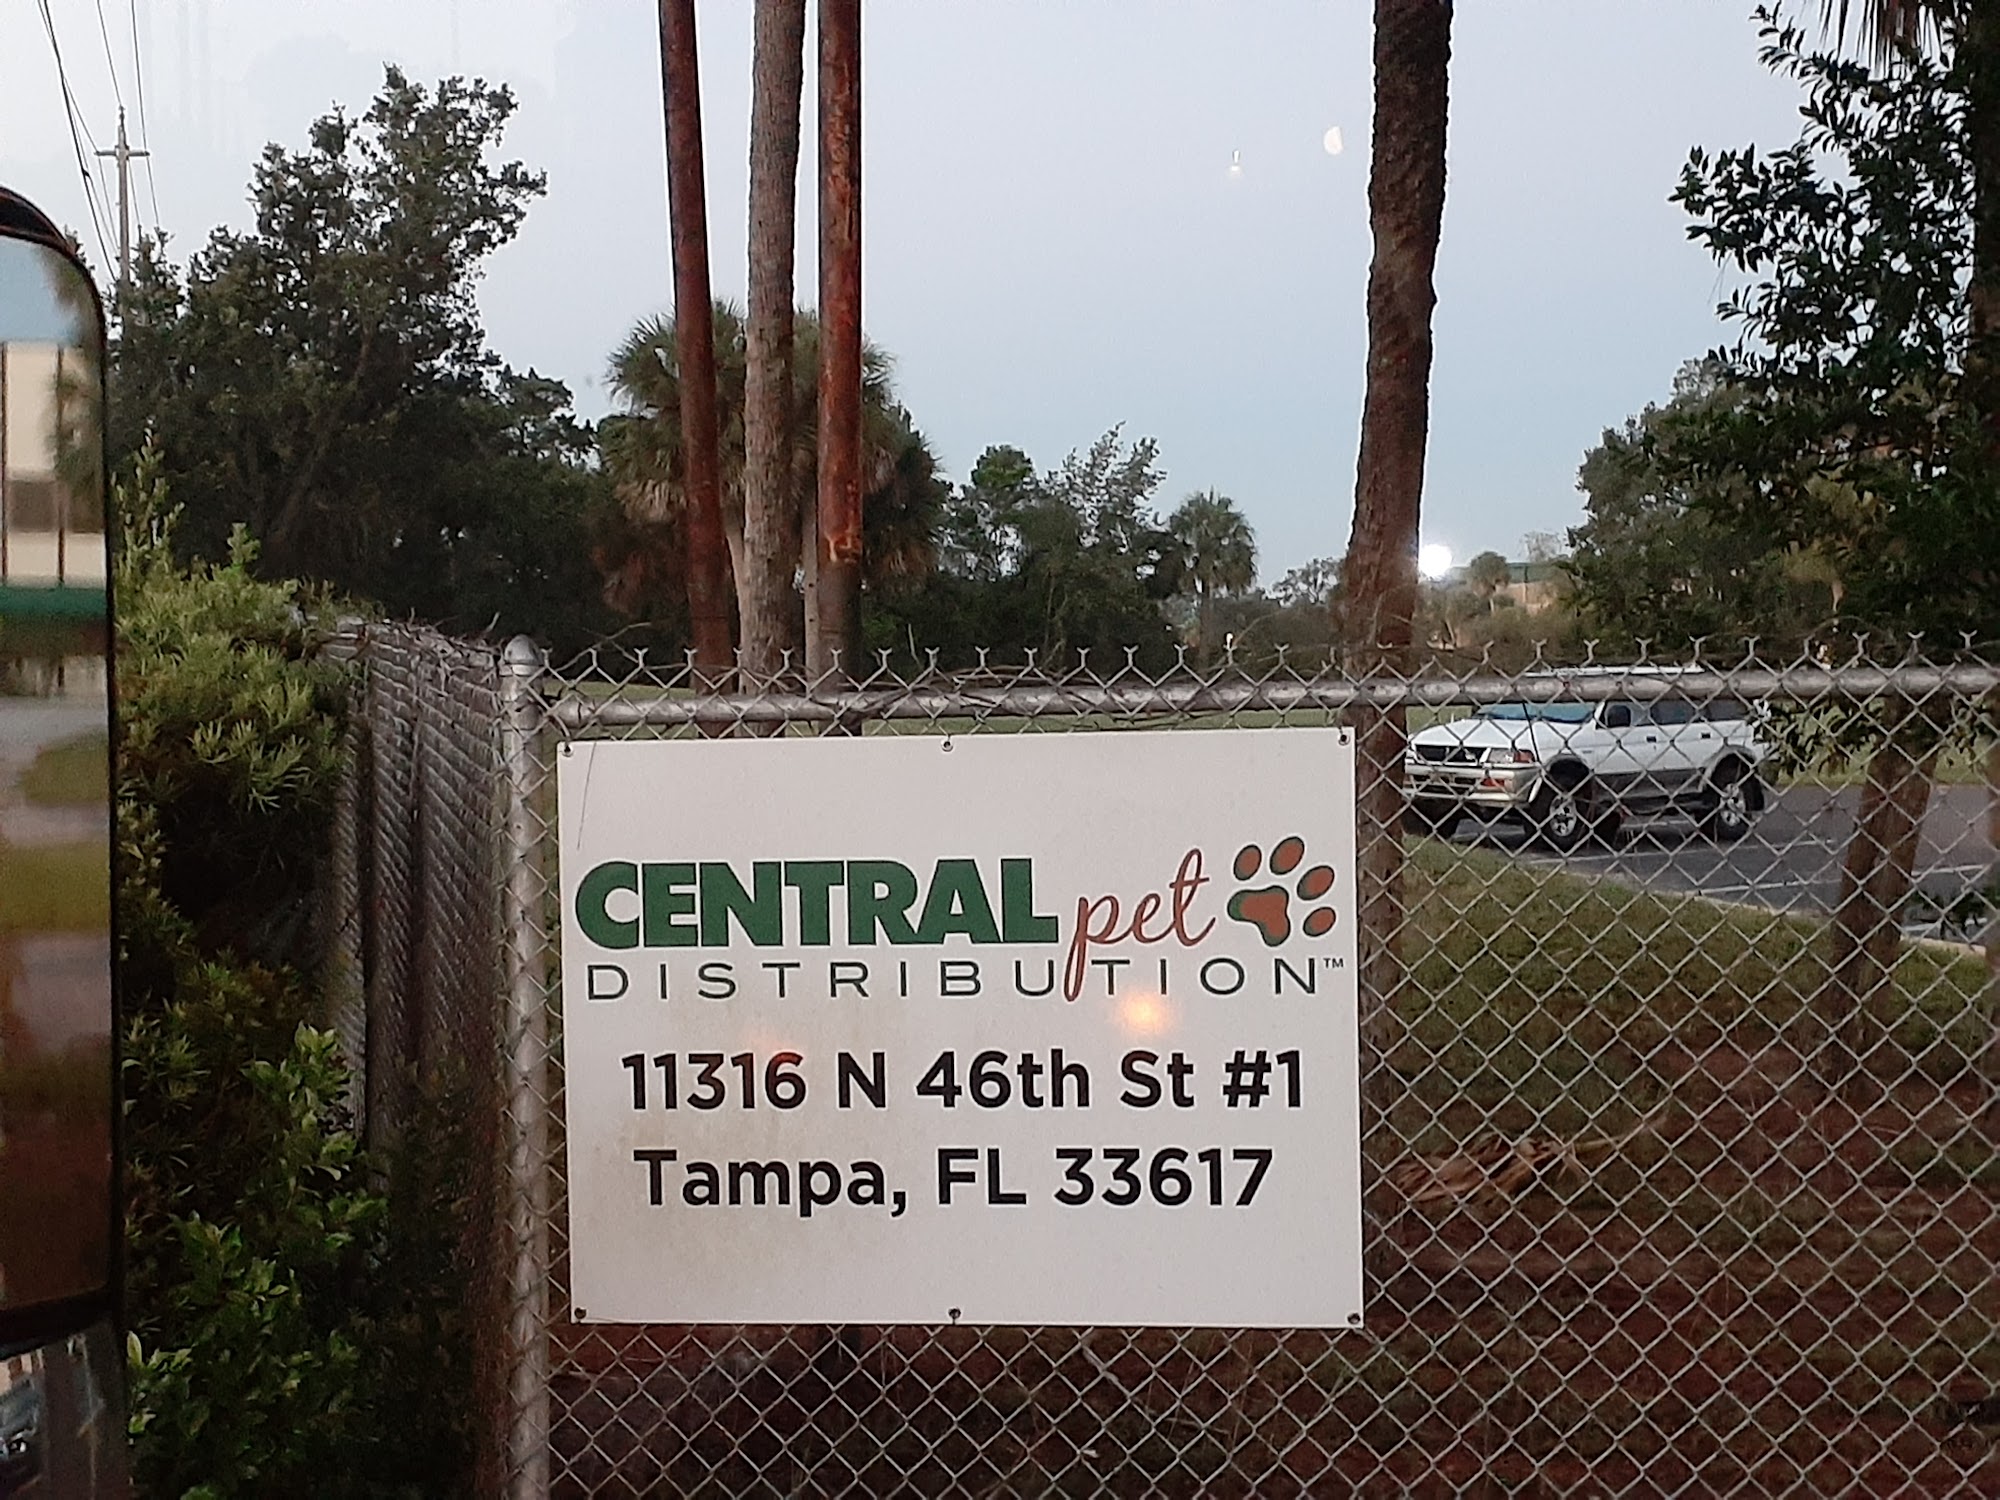 CENTRAL pet
DISTRIBUTION™
11316 N 46th St #1
Tampa, FL 33617